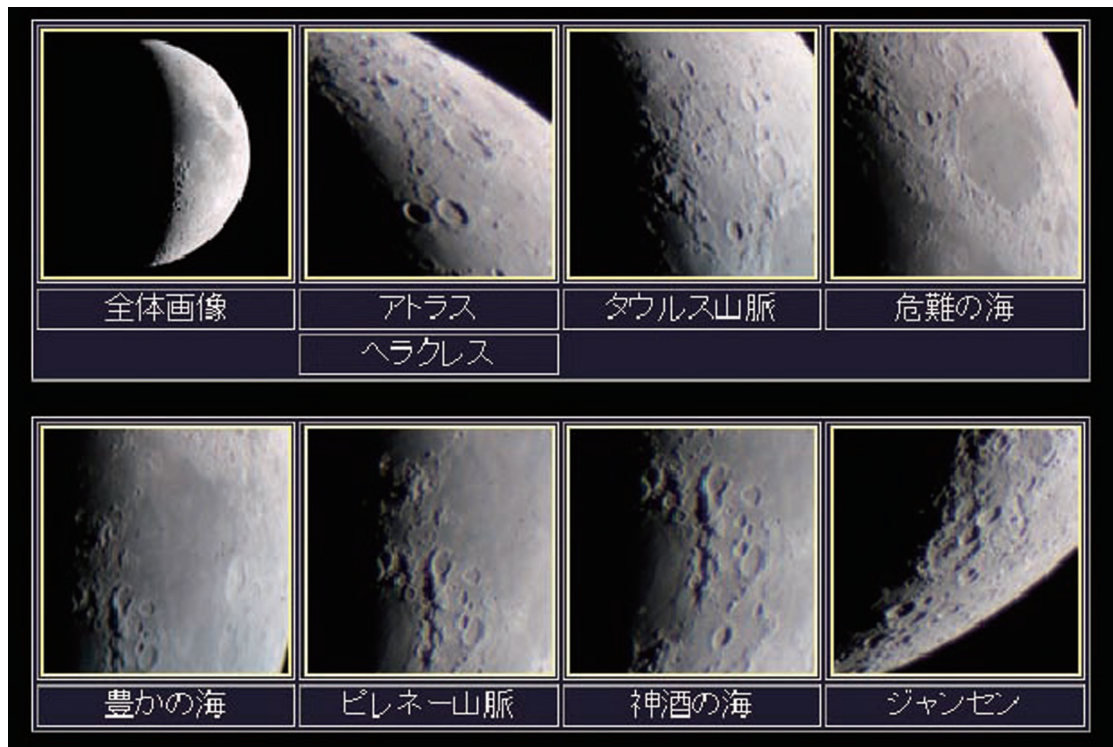 全体画像
アトラス
タウルス山脈
危難の海
ヘラクレス
豊かの海
ピレネー山脈
神酒の海
ジャンセン